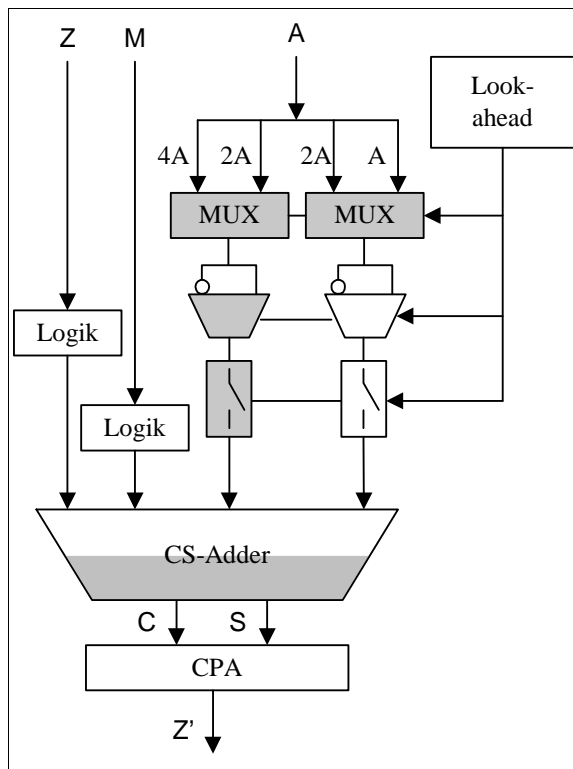 Z M A
Look-
ahead
4A 2A 2A A
MUX MUX
Logik
Logik
CS-Adder
C S
CPA
Z'